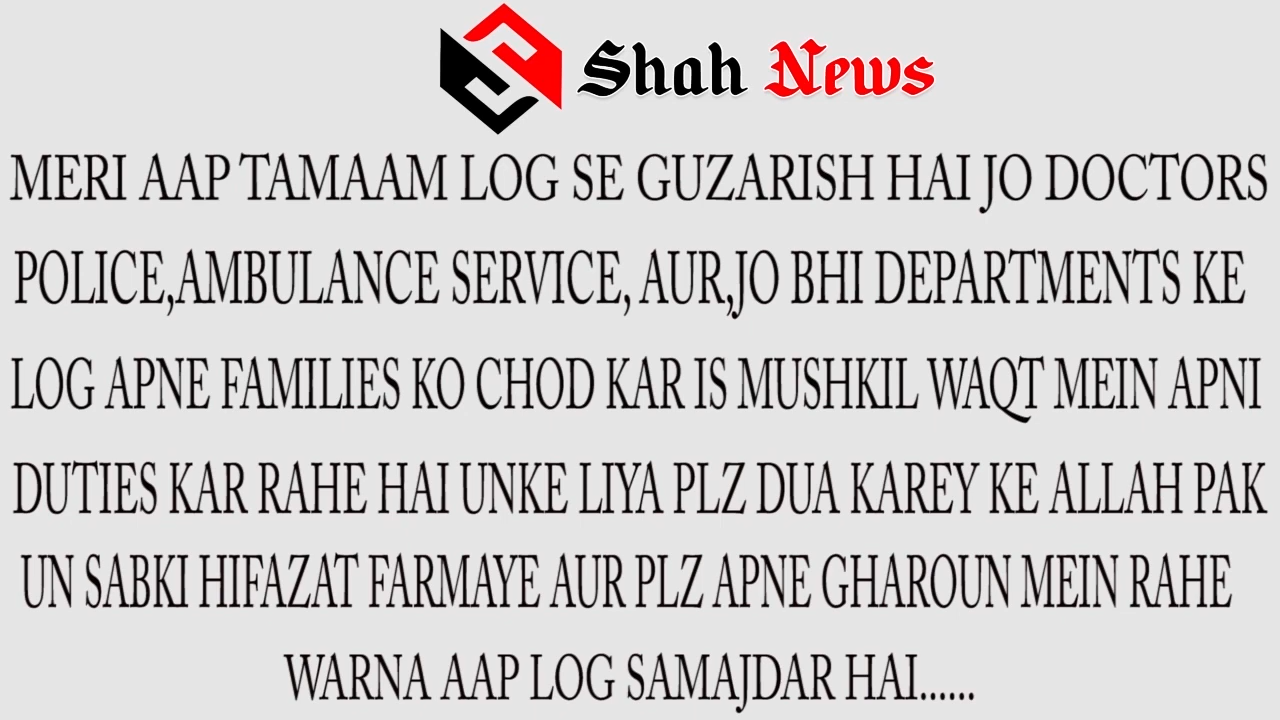 Shah News
MERI AAP TAMAAM LOG SE GUZARISH HAI JO DOCTORS
POLICE,AMBULANCE SERVICE, AUR,JO BHI DEPARTMENTS KE
LOG APNE FAMILIES KO CHOD KAR IS MUSHKIL WAQT MEIN APNI
DUTIES KAR RAHE HAI UNKE LIYA PLZ DUA KAREY KE ALLAH PAK
UN SABKI HIFAZAT FARMAYE AUR PLZ APNE GHAROUN MEIN RAHE
WARNA AAP LOG SAMAJDAR HAI......